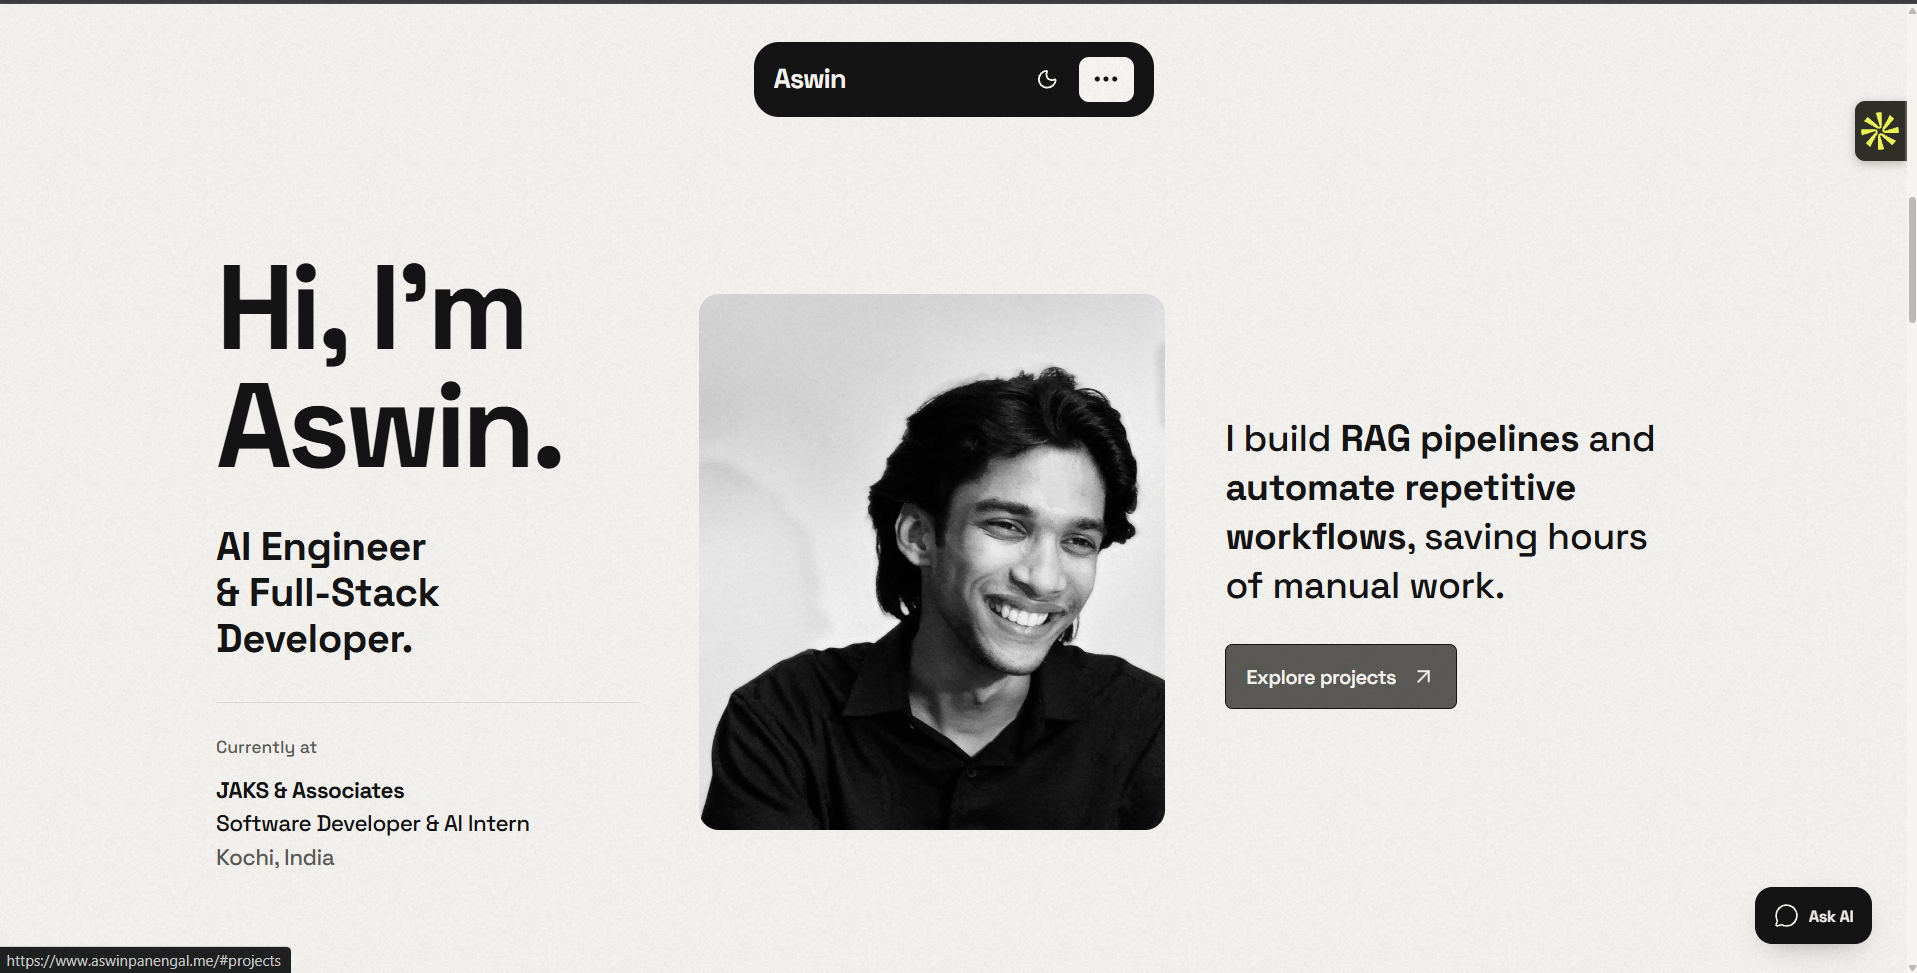 Aswin
Hi, I’m
Aswin.
AI Engineer
& Full-Stack
Developer.
Currently at
JAKS & Associates
Software Developer & AI Intern
Kochi, India
I build RAG pipelines and
automate repetitive
workflows, saving hours
of manual work.
Explore projects
Ask AI
https://www.aswinpanengal.me/#projects